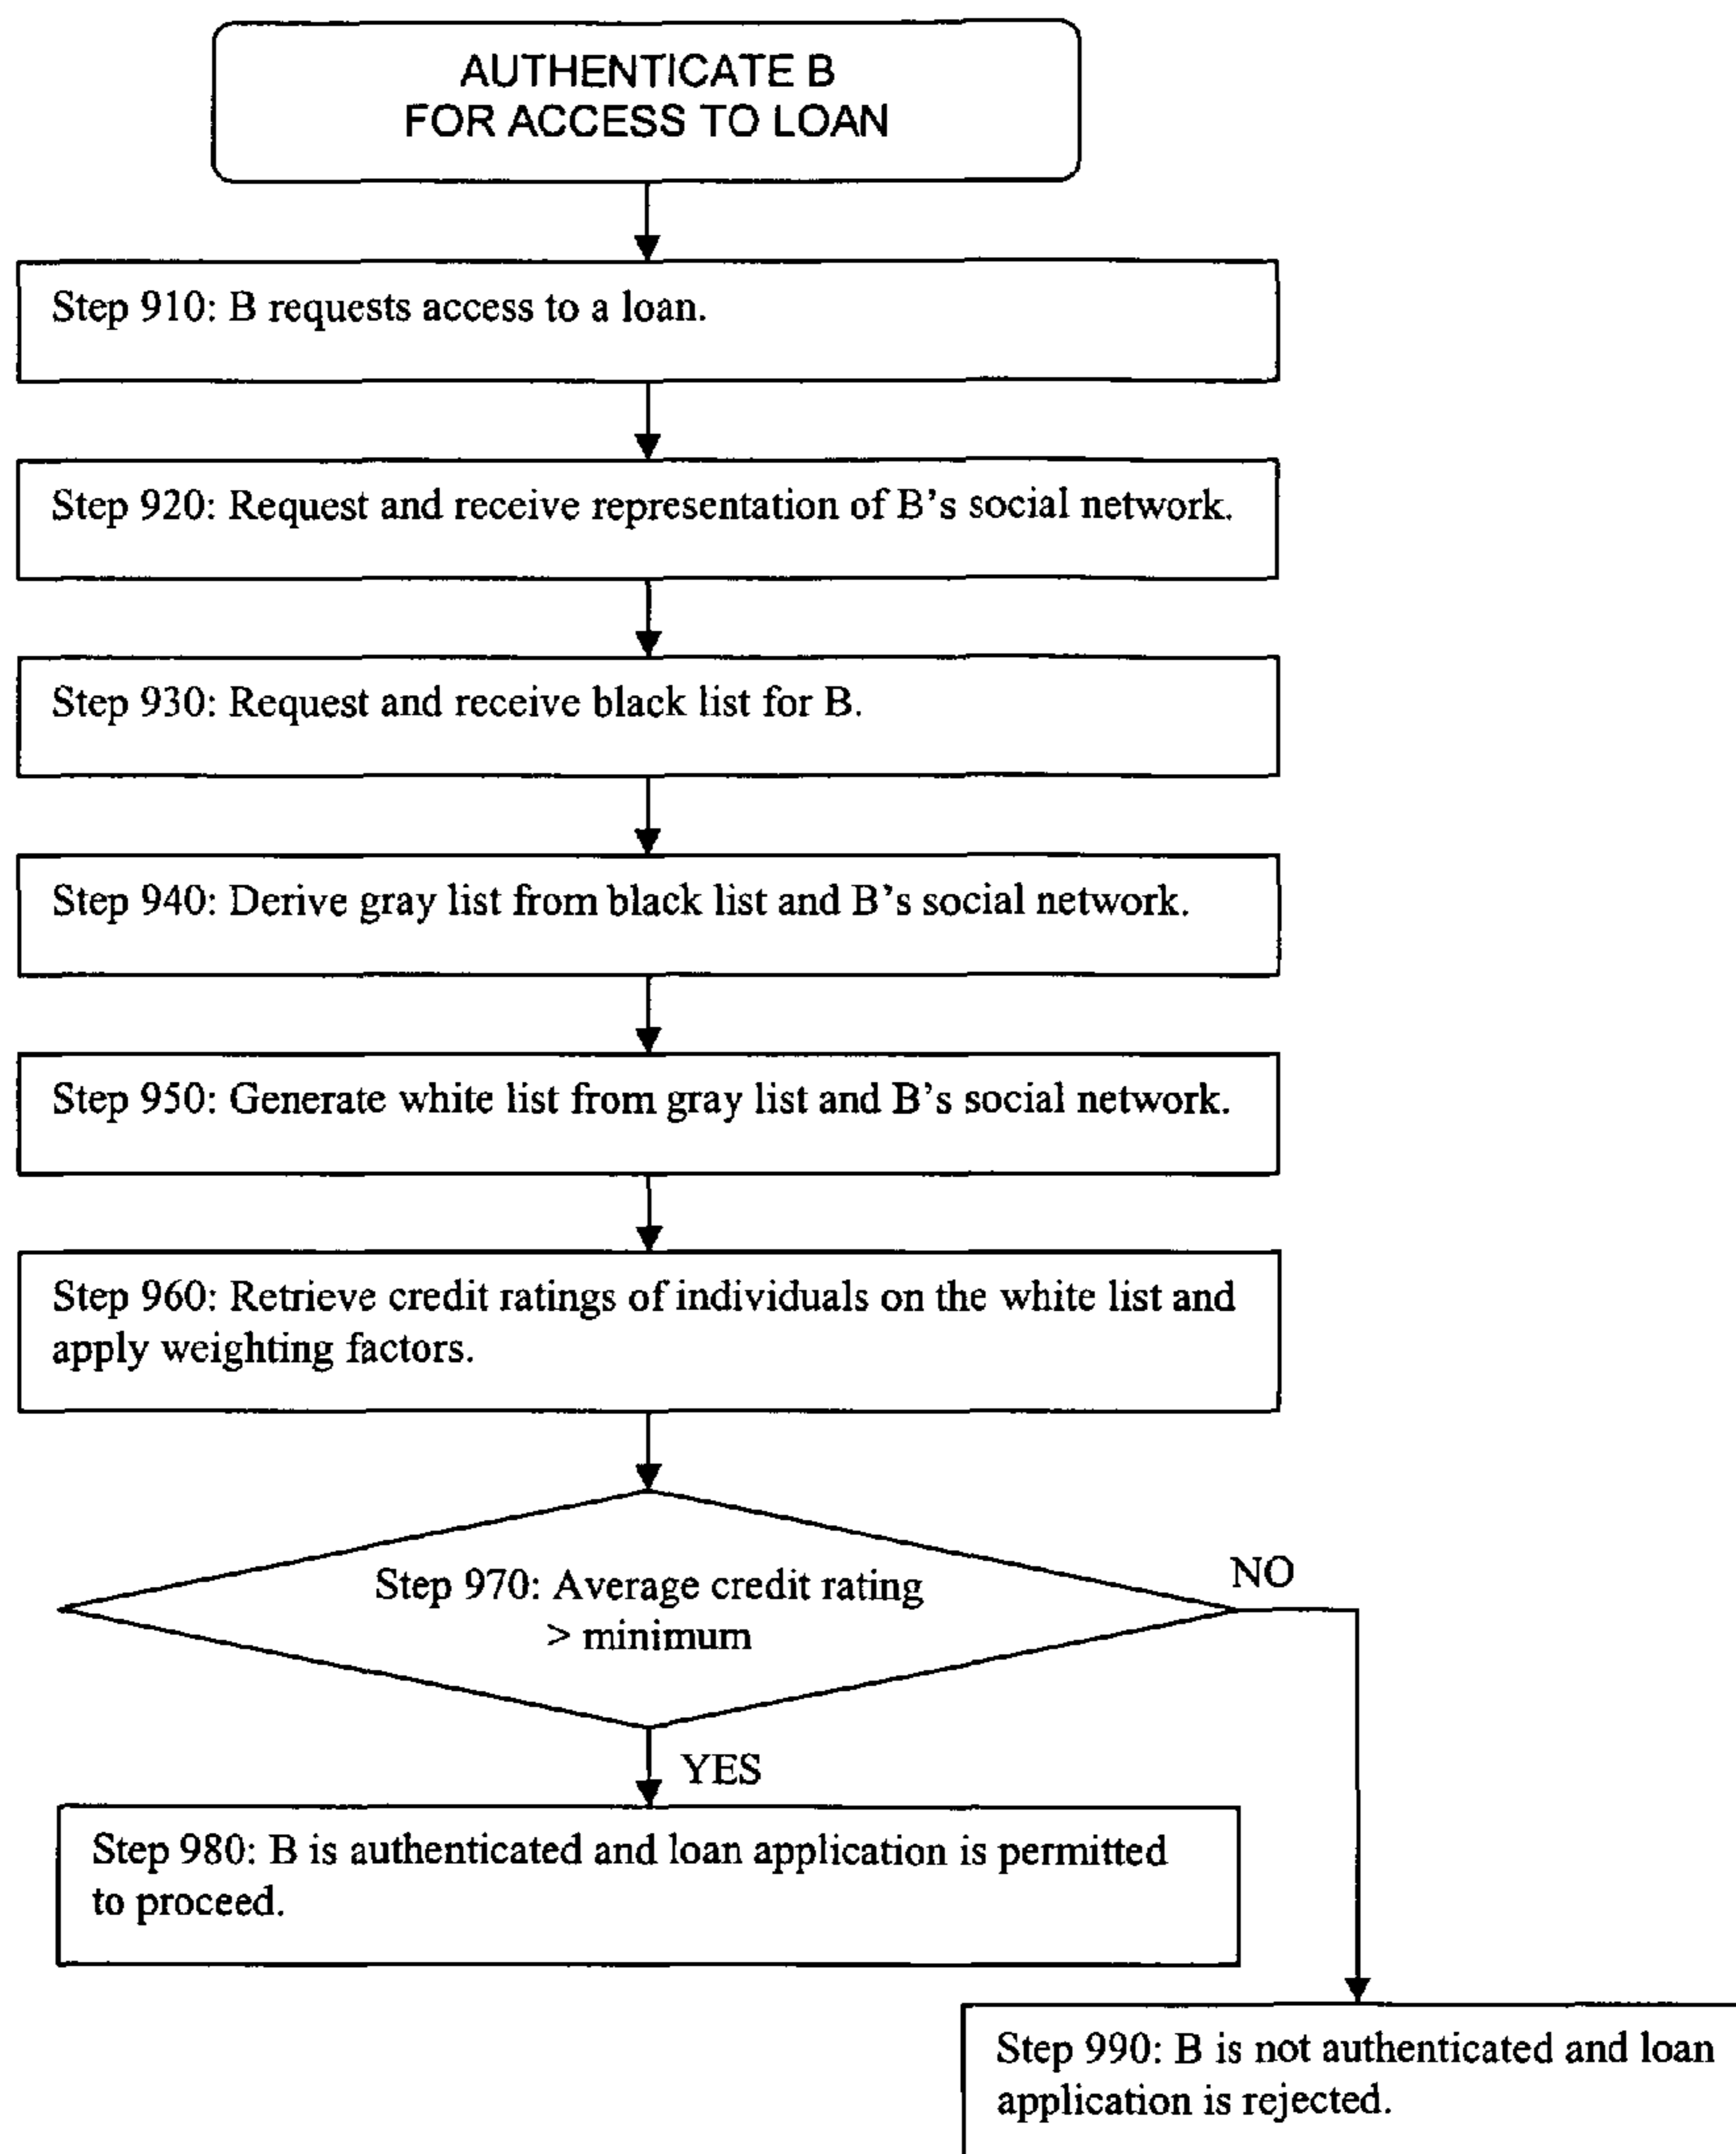 AUTHENTICATE B
FOR ACCESS TO LOAN
Step 910: B requests access to a loan.
Step 920: Request and receive representation of B's social network.
Step 930: Request and receive black list for B.
Step 940: Derive gray list from black list and B's social network.
Step 950: Generate white list from gray list and B's social network.
Step 960: Retrieve credit ratings of individuals on the white list and
apply weighting factors.
Step 970: Average credit rating
> minimum
NO
YES
Step 980: B is authenticated and loan application is permitted
to proceed.
Step 990: B is not authenticated and loan
application is rejected.